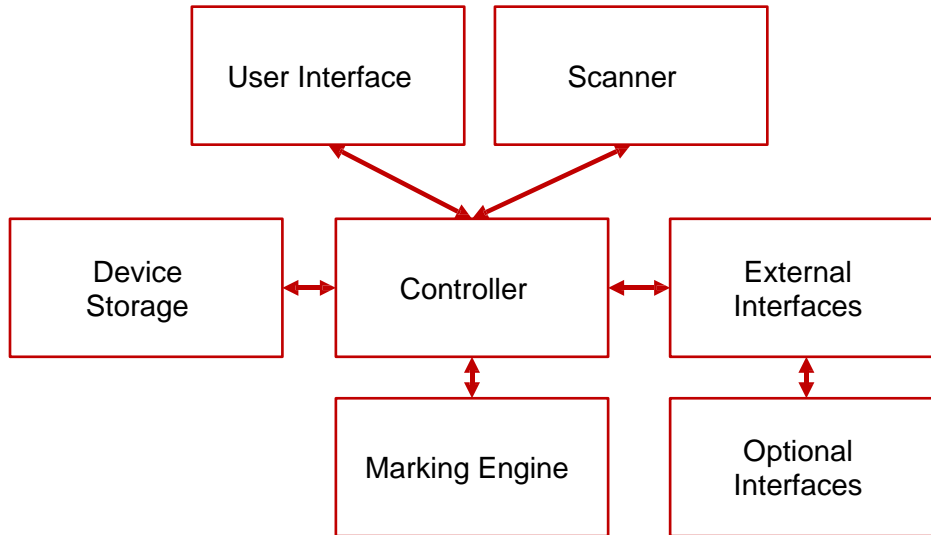 User Interface
Scanner
Device
Storage
Controller
External
Interfaces
Marking Engine
Optional
Interfaces